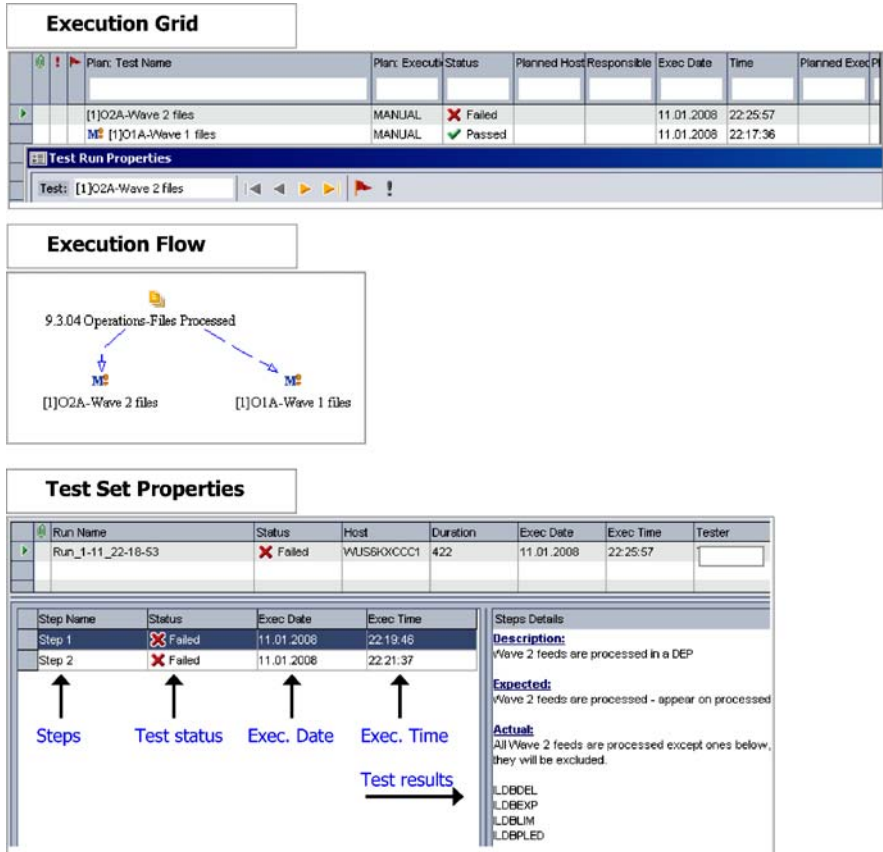 Execution Grid
! Plan: Test Name Plan: Executi Status Planned Host Responsible Exec Date Time Planned Exec Pl
[1]O2A-Wave 2 files MANUAL Failed 11.01.2008 22:25:57
[1]O1A-Wave 1 files MANUAL Passed 11.01.2008 22:17:36
Test Run Properties
Test: [1]O2A-Wave 2 files !
Execution Flow
9.3.04 Operations-Files Processed
[1]O2A-Wave 2 files [1]O1A-Wave 1 files
Test Set Properties
Run Name Status Host Duration Exec Date Exec Time Tester
Run_1-11_22-18-53 Failed 422 11.01.2008 22:25:57
Step Name Status Exec Date Exec Time
Step 1 Failed 11.01.2008 22:19:46
Step 2 Failed 11.01.2008 22:21:37
Steps Test status Exec. Date Exec. Time
Test results
Steps Details
Description:
Wave 2 feeds are processed in a DEP
Expected:
Wave 2 feeds are processed - appear on processed
Actual:
All Wave 2 feeds are processed except ones below,
they will be excluded.
ILDBDEL
ILDBEXP
ILDBLIM
ILDBPLED